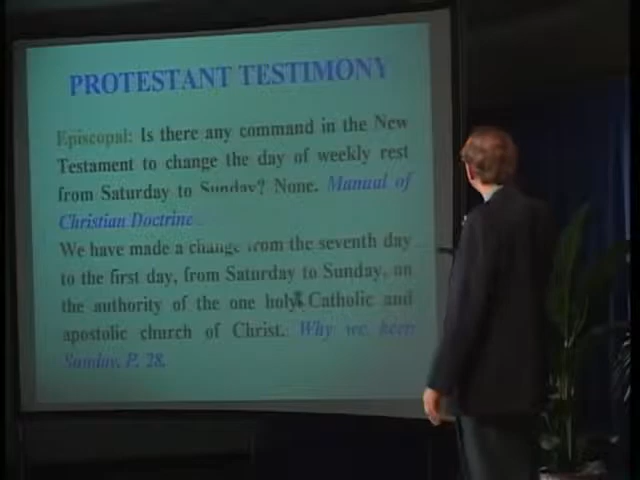 PROTESTANT TESTIMONY
Episcopal: Is there any command in the New
Testament to change the day of weekly rest
from Saturday to Sunday? None. Manual of
Christian Doctrine
We have made a change from the seventh day
to the first day, from Saturday to Sunday, on
the authority of the one holy Catholic and
apostolic church of Christ. Why we keep
Sunday, P. 28.